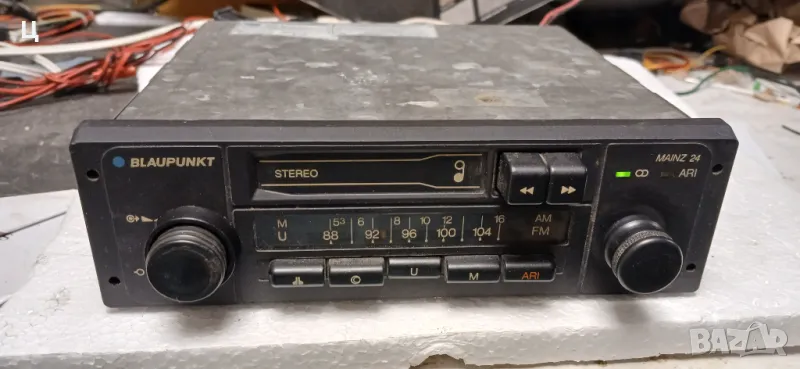 Ц
BLAUPUNKT
STEREO
MAINZ 24
ARI
M 53 6 8 10 12 16 AM
U 88 92 96 100 104 FM
© U M ARI
BAZAR